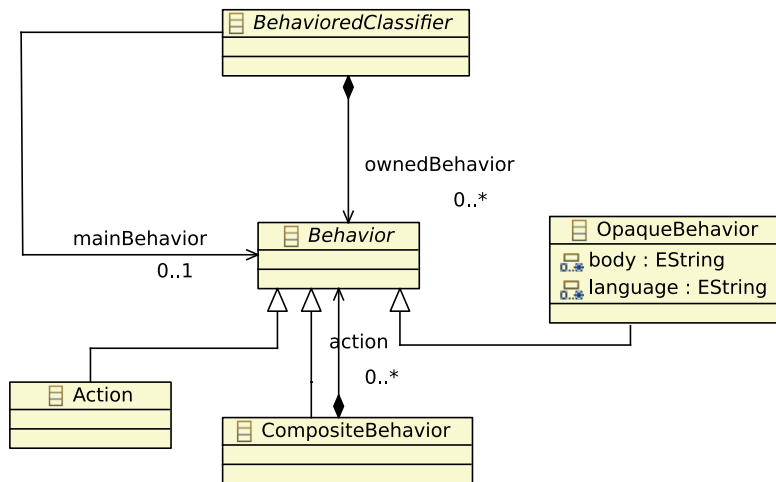 BehavioredClassifier
ownedBehavior
0..*
mainBehavior
0..1
Behavior
OpaqueBehavior
body : EString
language : EString
action
0..*
Action
CompositeBehavior